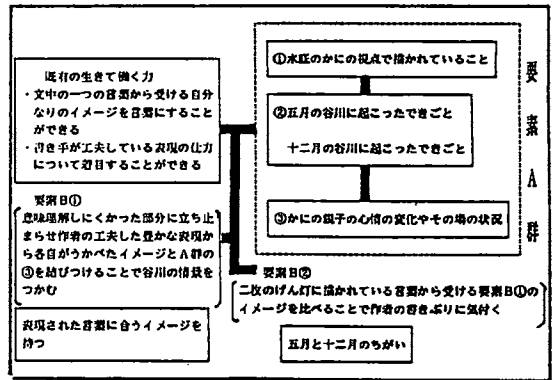 既有の生きて働く力
・文中の一つの言葉から受ける自分
なりのイメージを言葉にすること
ができる
・書き手が工夫している表現の仕方
について着目することができる
要素B①
意味理解しにくかった部分に立ち止
まらせ作者の工夫した豊かな表現か
ら各自がうかべたイメージとA群の
③を結びつけることで谷川の情景を
つかむ
表現された言葉に合うイメージを
持つ
①水底のかにの視点で描かれていること
②五月の谷川に起こったできごと
十二月の谷川に起こったできごと
③かにの親子の心情の変化やその場の状況
要素A群
要素B②
二枚のげん灯に描かれている言葉から受ける要素B①の
イメージを比べることで作者の書きぶりに気付く
五月と十二月のちがい